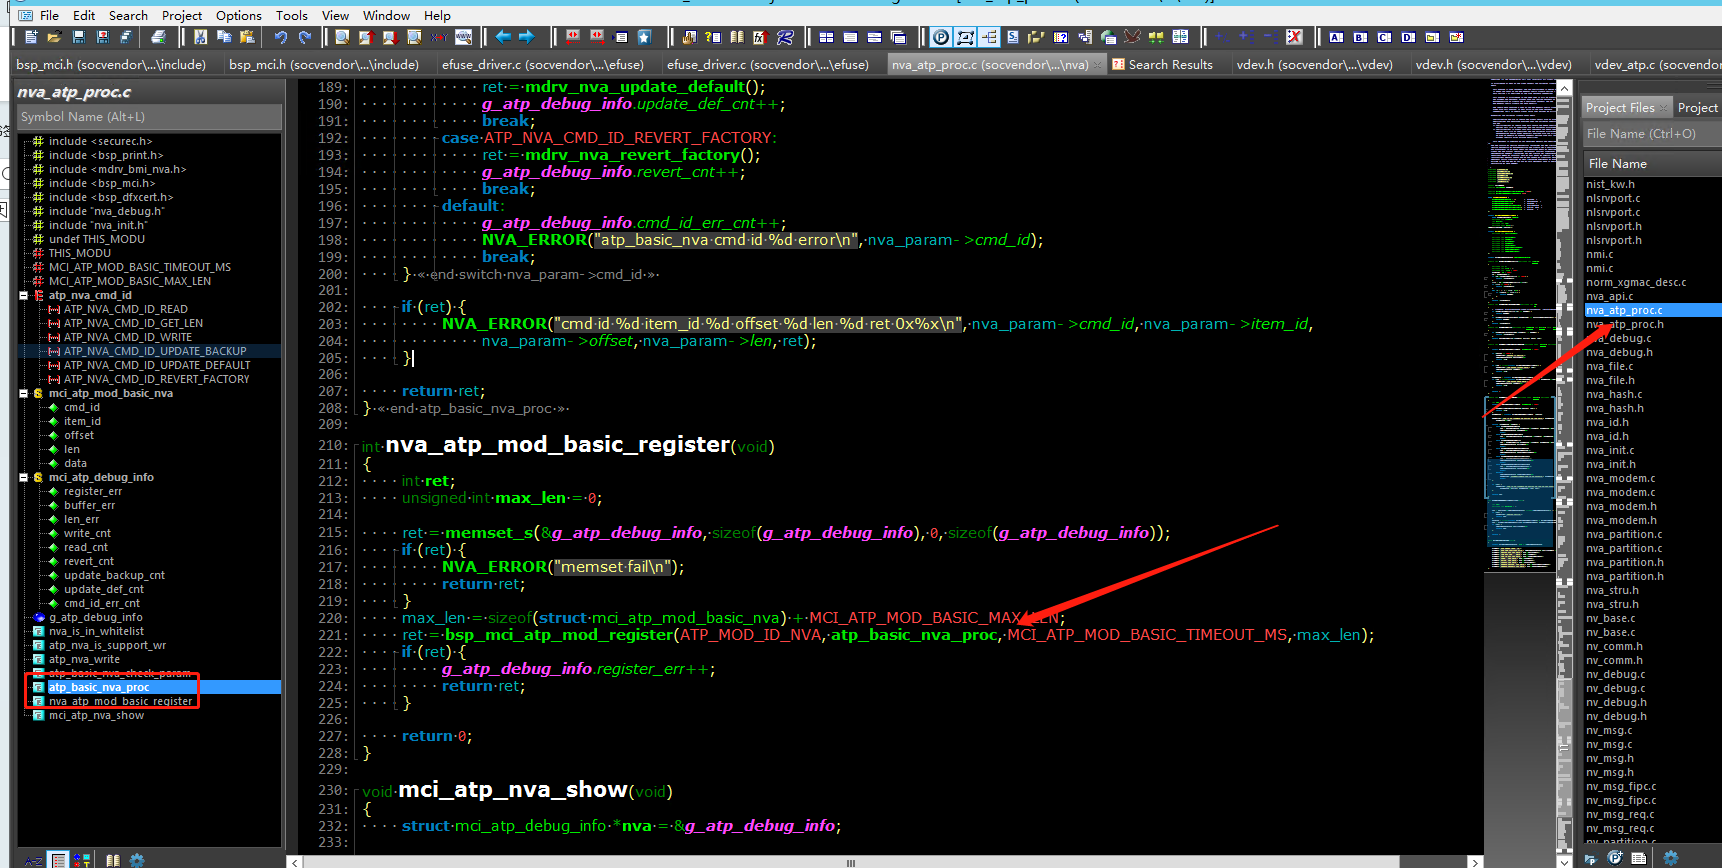 File Edit Search Project Options Tools View Window Help
bsp_mci.h (socvendor\...\include) bsp_mci.h (socvendor\...\include) efuse_driver.c (socvendor\...\efuse) efuse_driver.c (socvendor\...\efuse) nva_atp_proc.c (socvendor\...\nva) Search Results vdev.h (socvendor\...\vdev) vdev.h (socvendor\...\vdev) vdev_atp.c (socvendor
nva_atp_proc.c
Symbol Name (Alt+L)
include <securec.h>
include <bsp_print.h>
include <mdrv_bmi_nva.h>
include <bsp_mci.h>
include <bsp_dfxcert.h>
include "nva_debug.h"
include "nva_init.h"
undef THIS_MODU
THIS_MODU
MCI_ATP_MOD_BASIC_TIMEOUT_MS
MCI_ATP_MOD_BASIC_MAX_LEN
atp_nva_cmd_id
ATP_NVA_CMD_ID_READ
ATP_NVA_CMD_ID_GET_LEN
ATP_NVA_CMD_ID_WRITE
ATP_NVA_CMD_ID_UPDATE_BACKUP
ATP_NVA_CMD_ID_UPDATE_DEFAULT
ATP_NVA_CMD_ID_REVERT_FACTORY
mci_atp_mod_basic_nva
cmd_id
item_id
offset
len
data
mci_atp_debug_info
register_err
buffer_err
len_err
write_cnt
read_cnt
revert_cnt
update_backup_cnt
update_def_cnt
cmd_id_err_cnt
g_atp_debug_info
nva_is_in_whitelist
atp_nva_is_support_wr
atp_nva_write
atp_basic_nva_check_param
atp_basic_nva_proc
nva_atp_mod_basic_register
mci_atp_nva_show
189: ret = mdrv_nva_update_default();
190: g_atp_debug_info.update_def_cnt++;
191: break;
192: case ATP_NVA_CMD_ID_REVERT_FACTORY:
193: ret = mdrv_nva_revert_factory();
194: g_atp_debug_info.revert_cnt++;
195: break;
196: default:
197: g_atp_debug_info.cmd_id_err_cnt++;
198: NVA_ERROR("atp_basic_nva cmd id %d error\n", nva_param->cmd_id);
199: break;
200: } « end switch nva_param->cmd_id »
201:
202: if (ret) {
203: NVA_ERROR("cmd id %d item_id %d offset %d len %d ret 0x%x\n", nva_param->cmd_id, nva_param->item_id,
204: nva_param->offset, nva_param->len, ret);
205: }
206:
207: return ret;
208: } « end atp_basic_nva_proc »
209:
210: int nva_atp_mod_basic_register(void)
211: {
212: int ret;
213: unsigned int max_len = 0;
214:
215: ret = memset_s(&g_atp_debug_info, sizeof(g_atp_debug_info), 0, sizeof(g_atp_debug_info));
216: if (ret) {
217: NVA_ERROR("memset fail\n");
218: return ret;
219: }
220: max_len = sizeof(struct mci_atp_mod_basic_nva) + MCI_ATP_MOD_BASIC_MAX_LEN;
221: ret = bsp_mci_atp_mod_register(ATP_MOD_ID_NVA, atp_basic_nva_proc, MCI_ATP_MOD_BASIC_TIMEOUT_MS, max_len);
222: if (ret) {
223: g_atp_debug_info.register_err++;
224: return ret;
225: }
226:
227: return 0;
228: }
229:
230: void mci_atp_nva_show(void)
231: {
232: struct mci_atp_debug_info *nva = &g_atp_debug_info;
233:
Project Files Project
File Name (Ctrl+O)
File Name
nist_kw.h
nlsrvport.c
nlsrvport.c
nlsrvport.h
nlsrvport.h
nmi.c
nmi.c
norm_xgmac_desc.c
nva_api.c
nva_atp_proc.c
nva_atp_proc.h
nva_debug.c
nva_debug.h
nva_file.c
nva_file.h
nva_hash.c
nva_hash.h
nva_id.h
nva_id.h
nva_init.c
nva_init.h
nva_modem.c
nva_modem.c
nva_modem.h
nva_modem.h
nva_partition.c
nva_partition.c
nva_partition.h
nva_partition.h
nva_stru.h
nva_stru.h
nv_base.c
nv_base.c
nv_comm.h
nv_comm.h
nv_debug.c
nv_debug.c
nv_debug.h
nv_debug.h
nv_msg.c
nv_msg.c
nv_msg.h
nv_msg.h
nv_msg_fipc.c
nv_msg_fipc.c
nv_msg_req.c
nv_msg_req.c